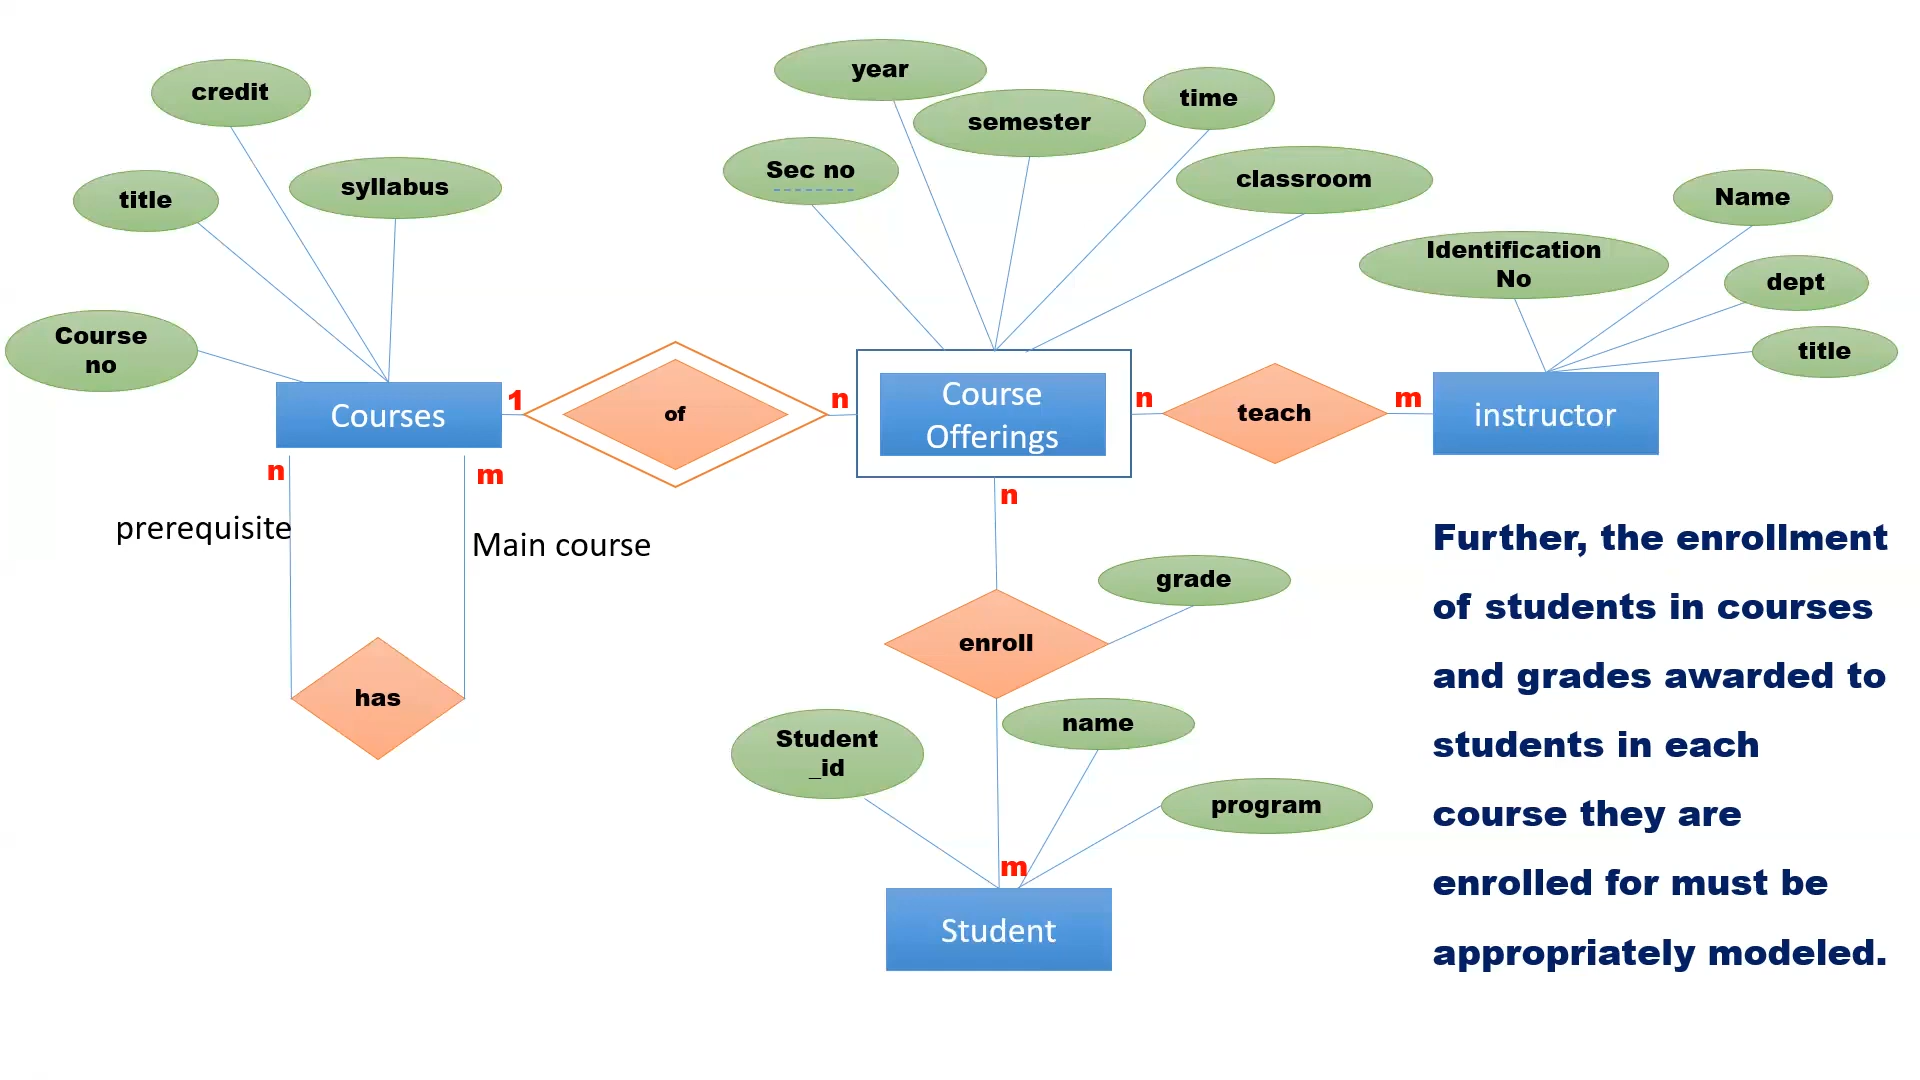 year
credit
time
semester
Sec no
classroom
syllabus
title
Name
Identification
No
dept
Course
no
title
Courses
1
of
n
Course
Offerings
n
teach
m
instructor
n
m
n
prerequisite
Main course
Further, the enrollment
of students in courses
and grades awarded to
students in each
course they are
enrolled for must be
appropriately modeled.
grade
enroll
has
name
Student
_id
program
m
Student